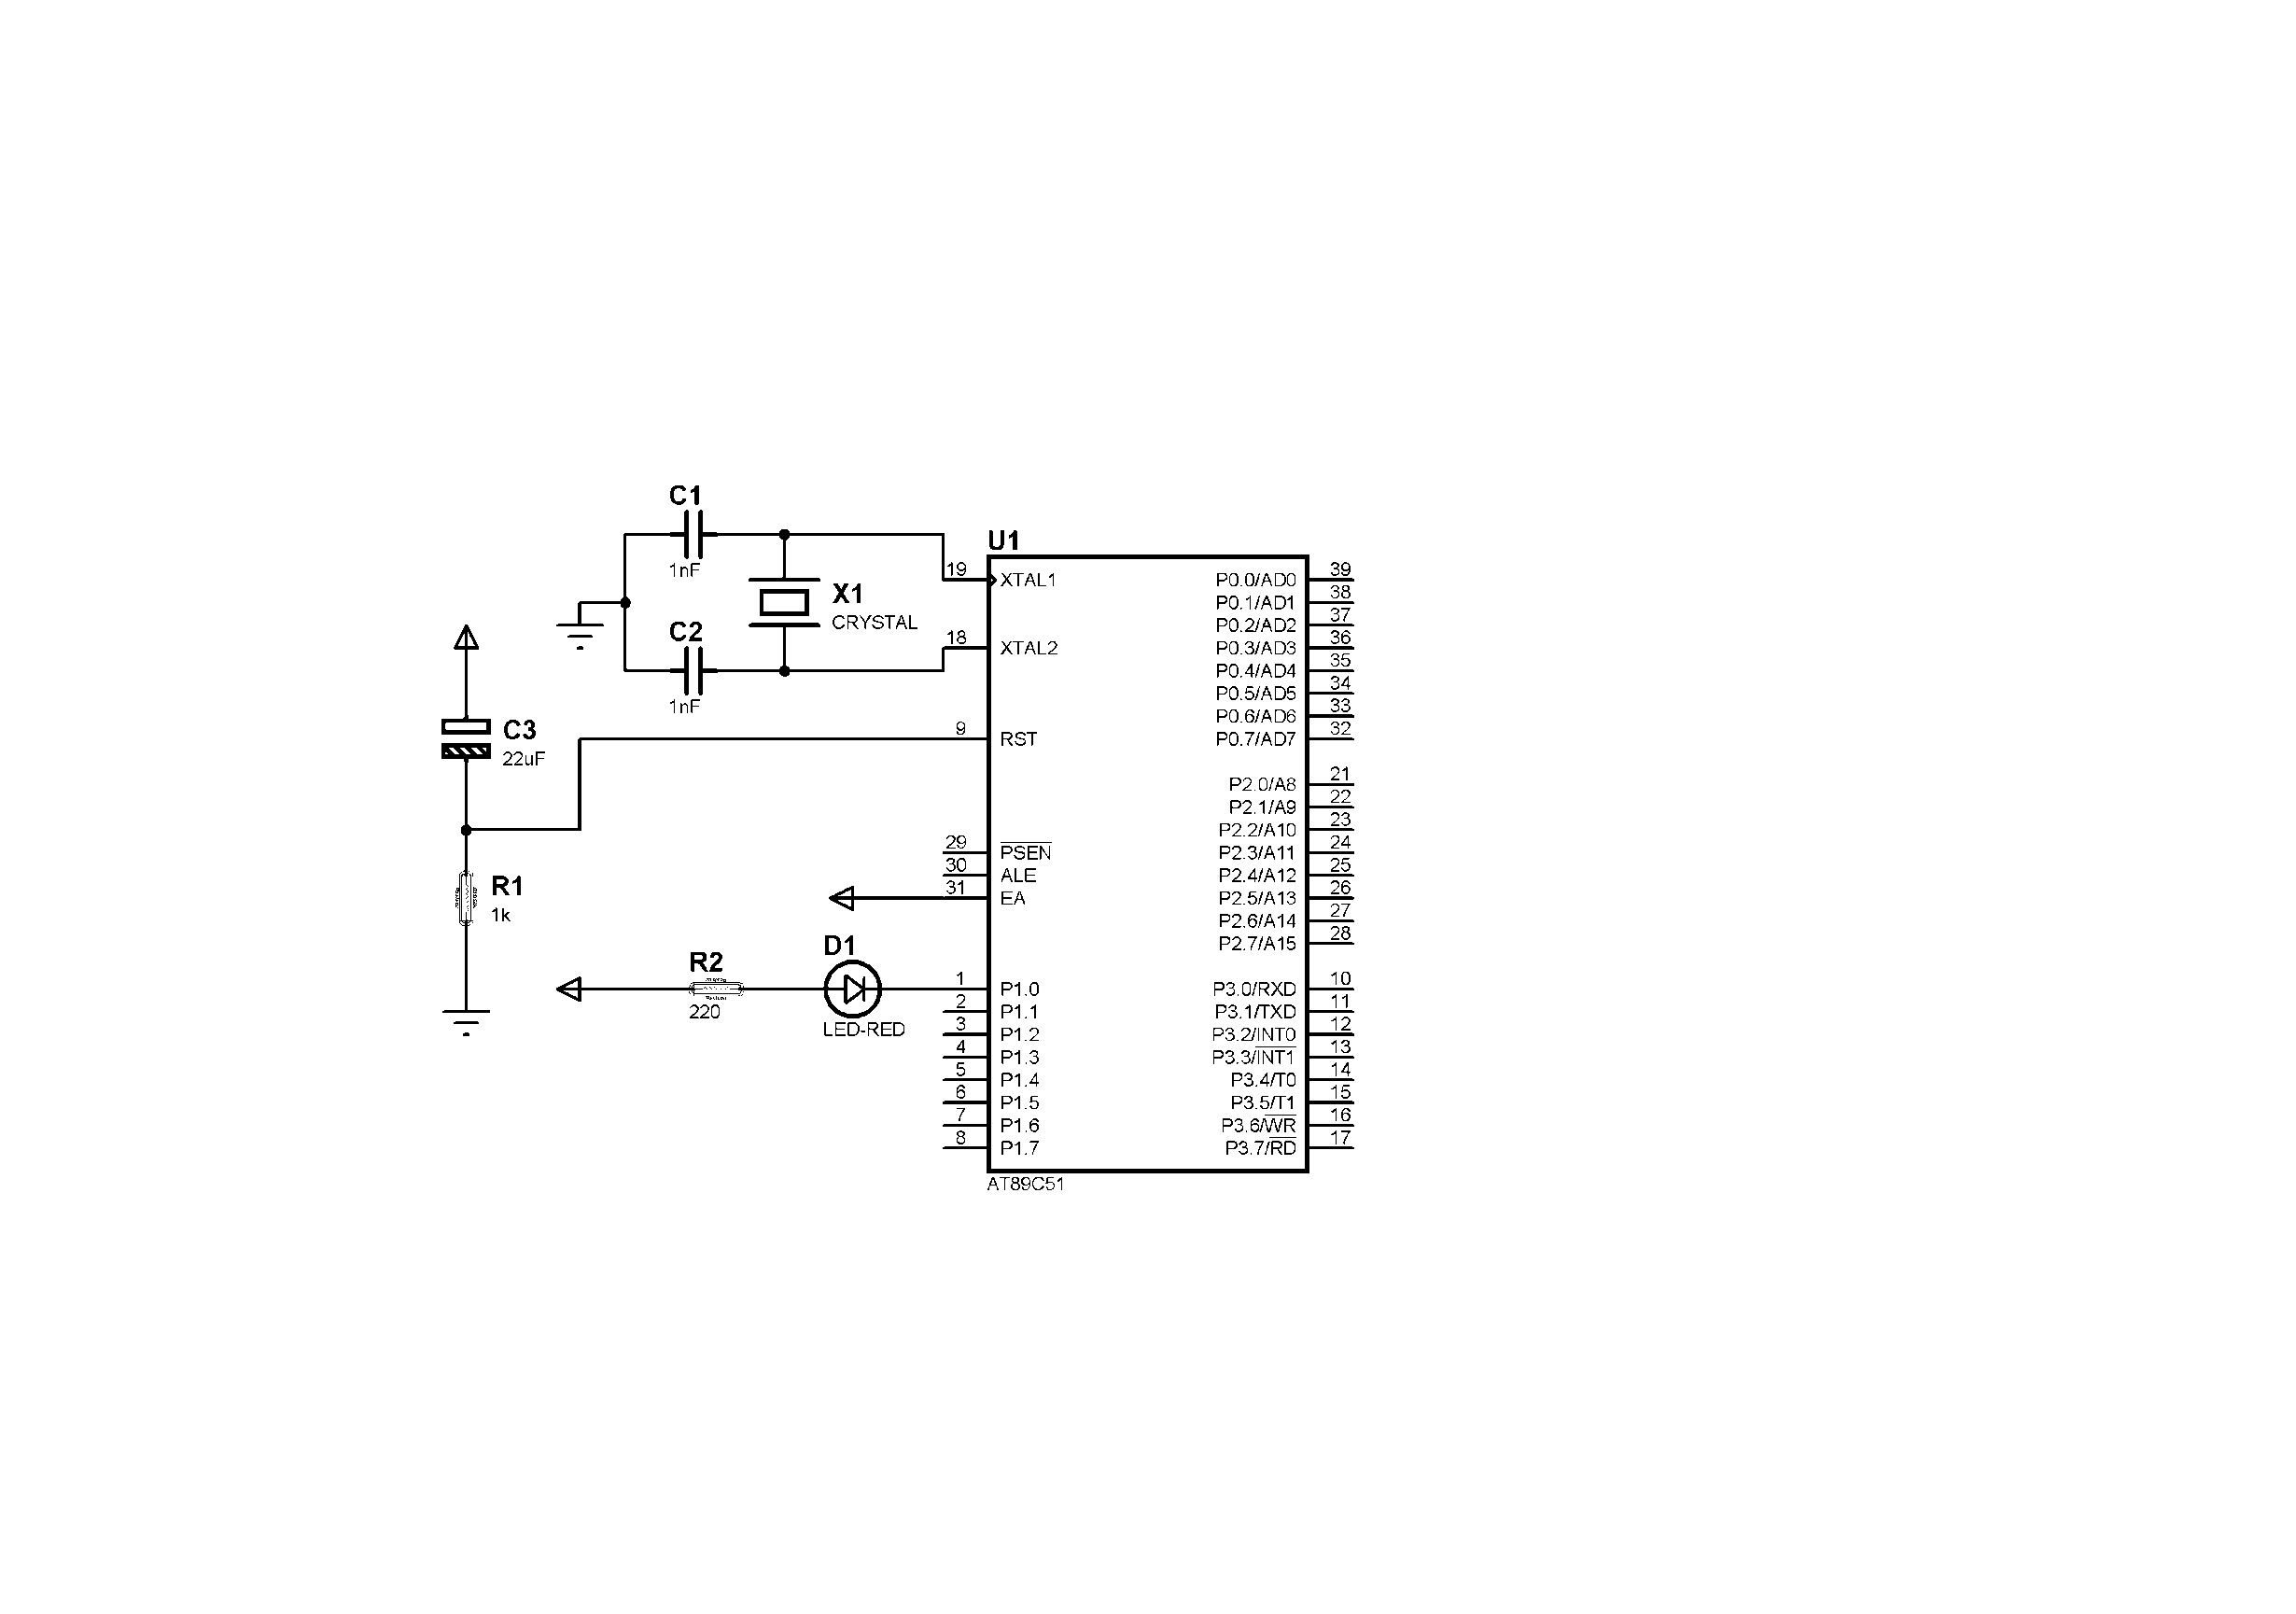 C1
1nF
U1
X1
CRYSTAL
C2
1nF
C3
22uF
R1
1k
R2
220
D1
LED-RED
19 XTAL1
18 XTAL2
9 RST
29 PSEN
30 ALE
31 EA
1 P1.0
2 P1.1
3 P1.2
4 P1.3
5 P1.4
6 P1.5
7 P1.6
8 P1.7
P0.0/AD0 39
P0.1/AD1 38
P0.2/AD2 37
P0.3/AD3 36
P0.4/AD4 35
P0.5/AD5 34
P0.6/AD6 33
P0.7/AD7 32
P2.0/A8 21
P2.1/A9 22
P2.2/A10 23
P2.3/A11 24
P2.4/A12 25
P2.5/A13 26
P2.6/A14 27
P2.7/A15 28
P3.0/RXD 10
P3.1/TXD 11
P3.2/INT0 12
P3.3/INT1 13
P3.4/T0 14
P3.5/T1 15
P3.6/WR 16
P3.7/RD 17
AT89C51